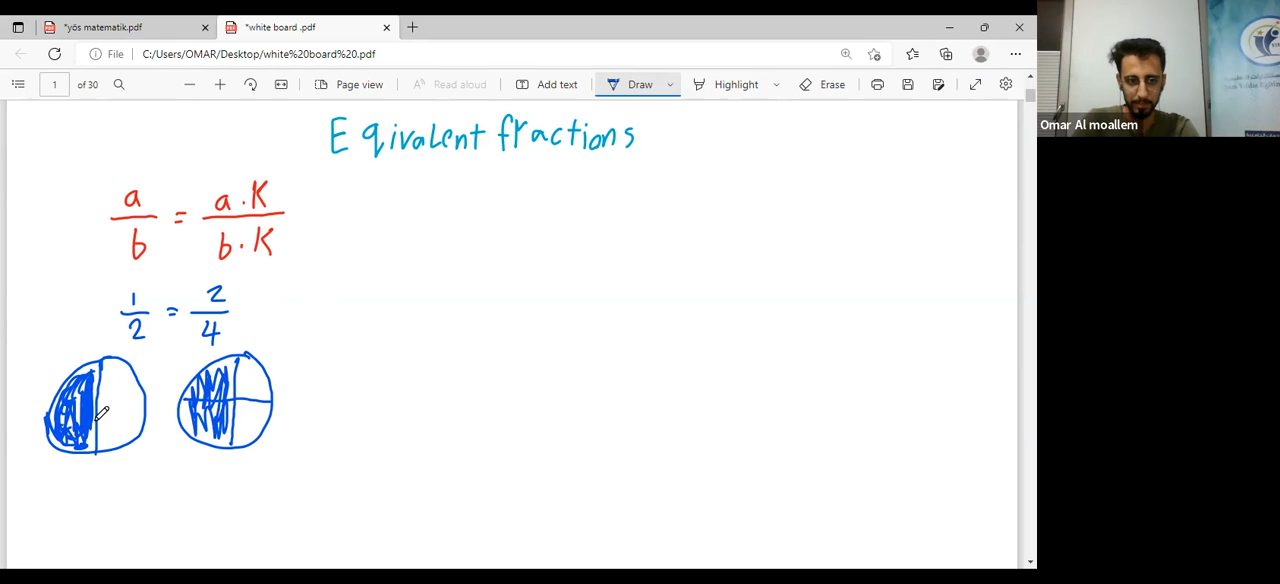 *yös matematik.pdf
*white board .pdf
File C:/Users/OMAR/Desktop/white%20board%20.pdf
1 of 30 Page view Read aloud Add text Draw Highlight Erase
Omar Al moallem
Eqivalent fractions
a/b = a·K/b·K
1/2 = 2/4